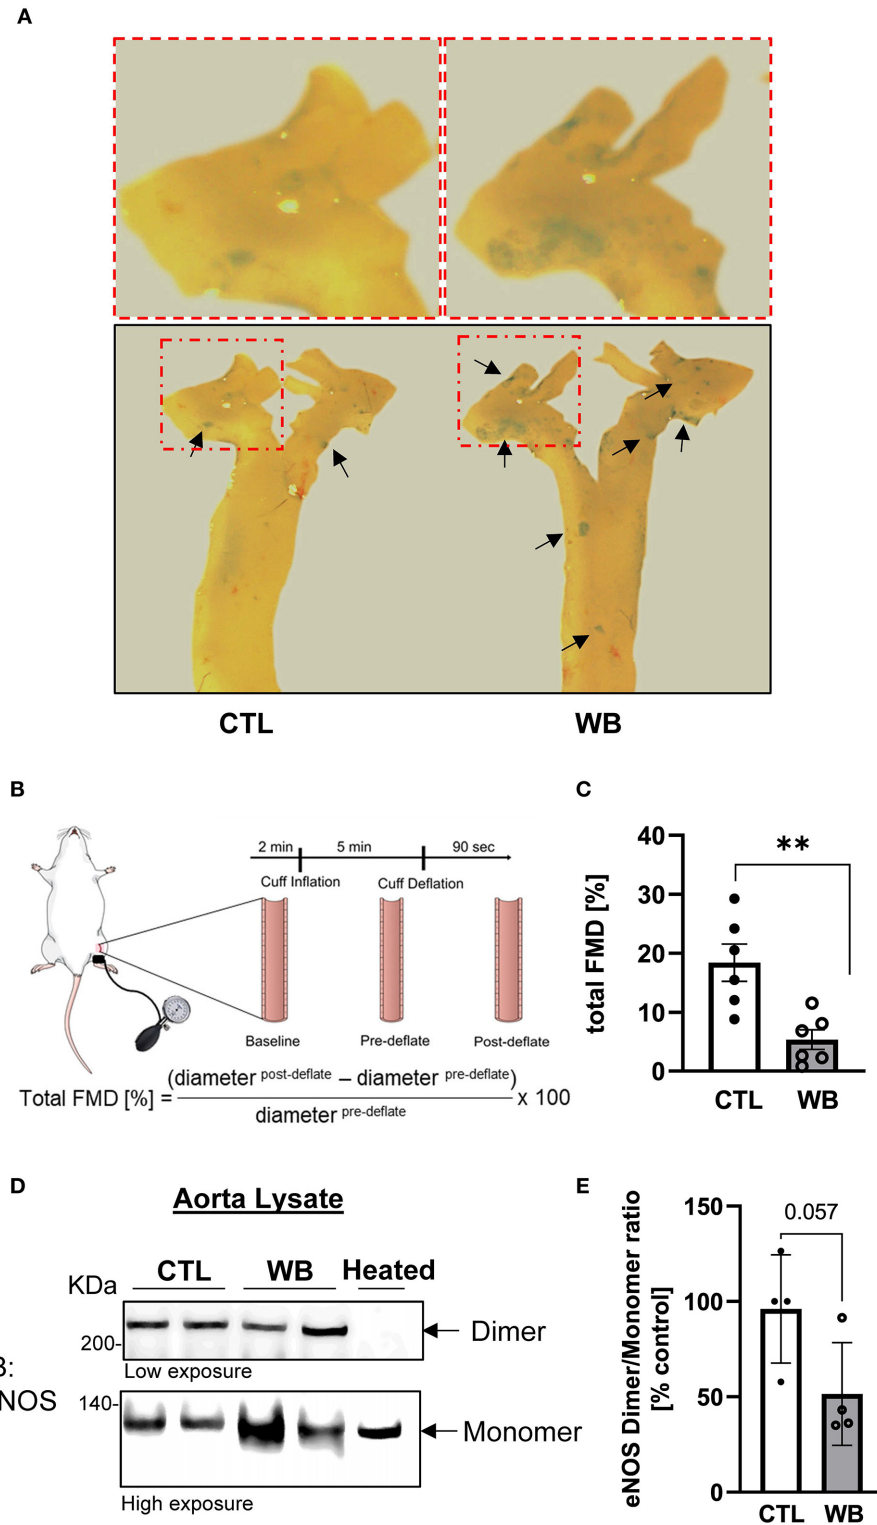 A
CTL WB
B
2 min 5 min 90 sec
Cuff Inflation Cuff Deflation
Baseline Pre-deflate Post-deflate
Total FMD [%] = (diameter post-deflate – diameter pre-deflate) x 100
diameter pre-deflate
C
total FMD [%]
40
30
20
10
0
**
CTL WB
D
Aorta Lysate
KDa CTL WB Heated
200-
Dimer
Low exposure
3:
NOS
140-
Monomer
High exposure
E
eNOS Dimer/Monomer ratio
[% control]
150
100
50
0
0.057
CTL WB